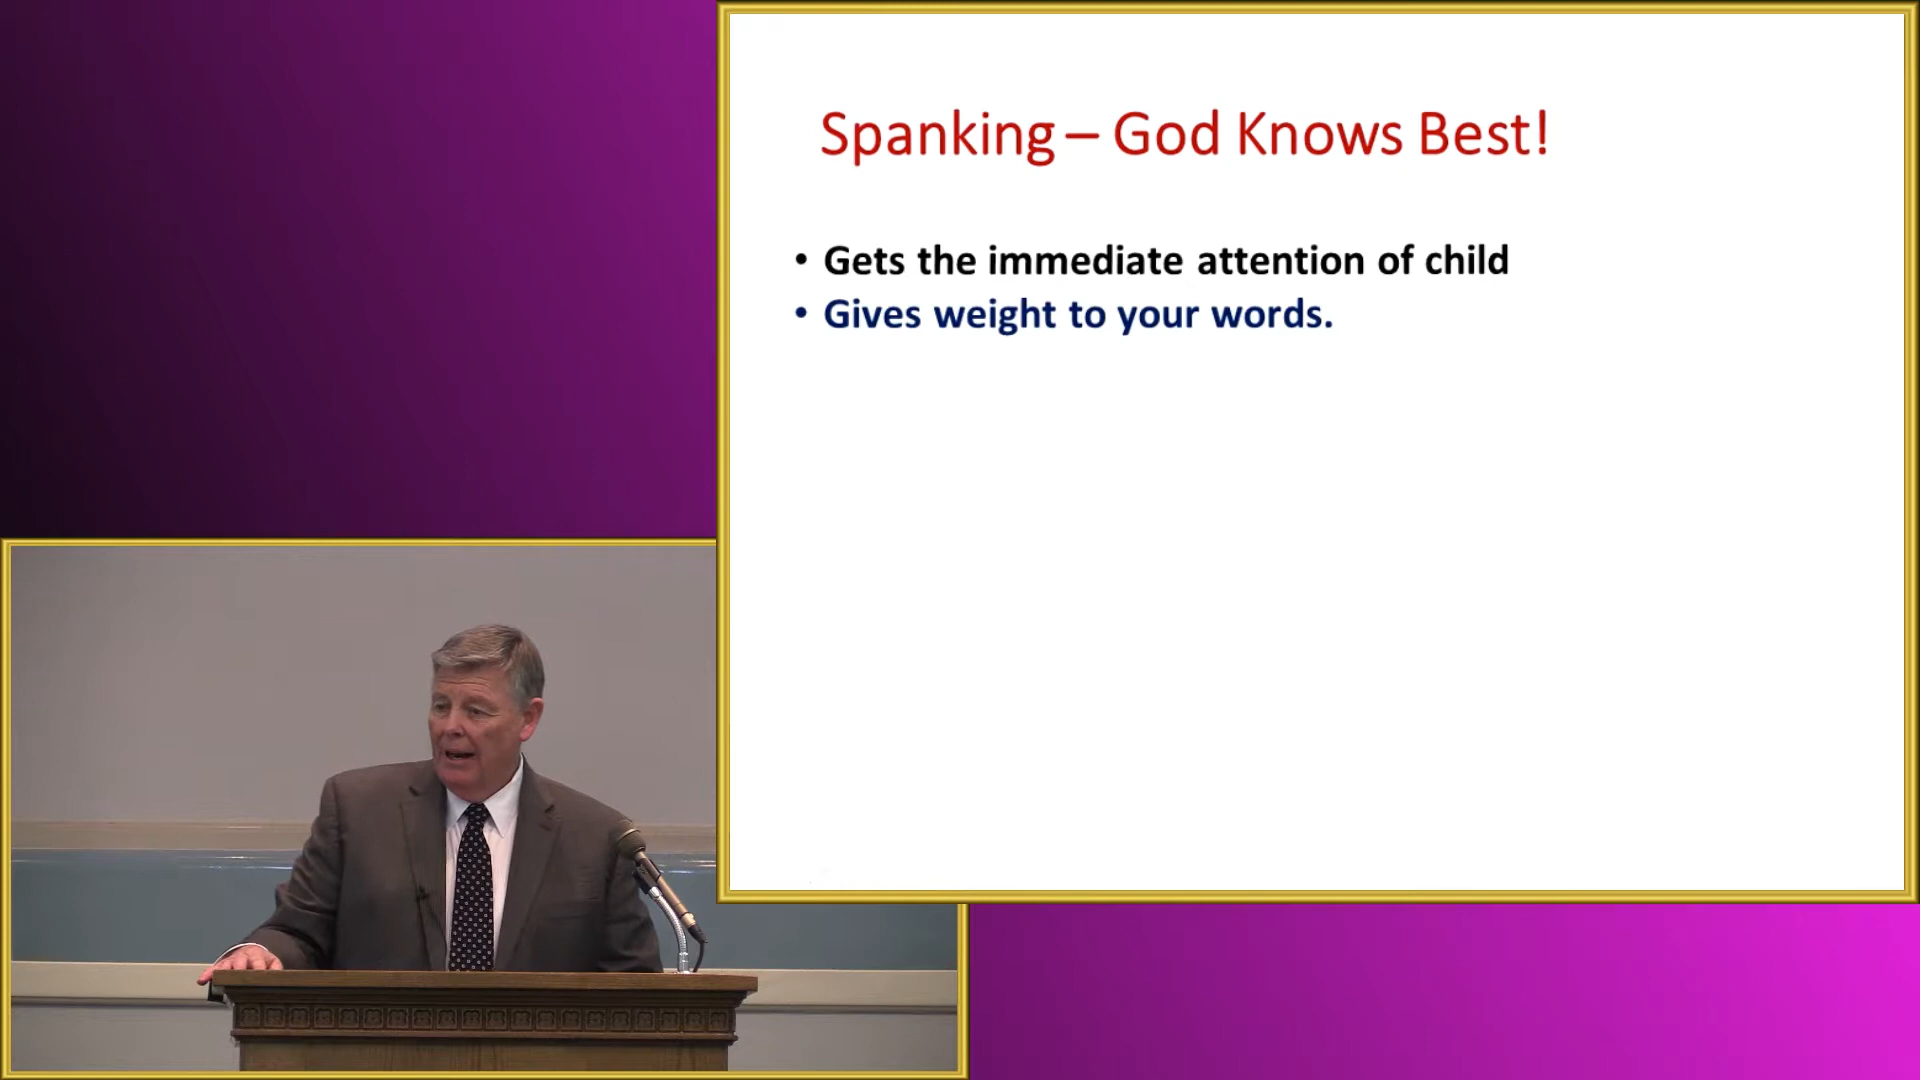 Spanking – God Knows Best!
• Gets the immediate attention of child
• Gives weight to your words.